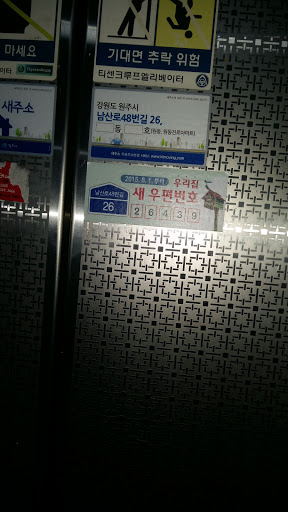 마세요
기대면 추락 위험
티센크루프엘리베이터
새주소
강원도 원주시
남산로48번길 26,
동 호
2015. 8. 1. 부터 우리집
새 우편번호
남산로48번길
26
26439